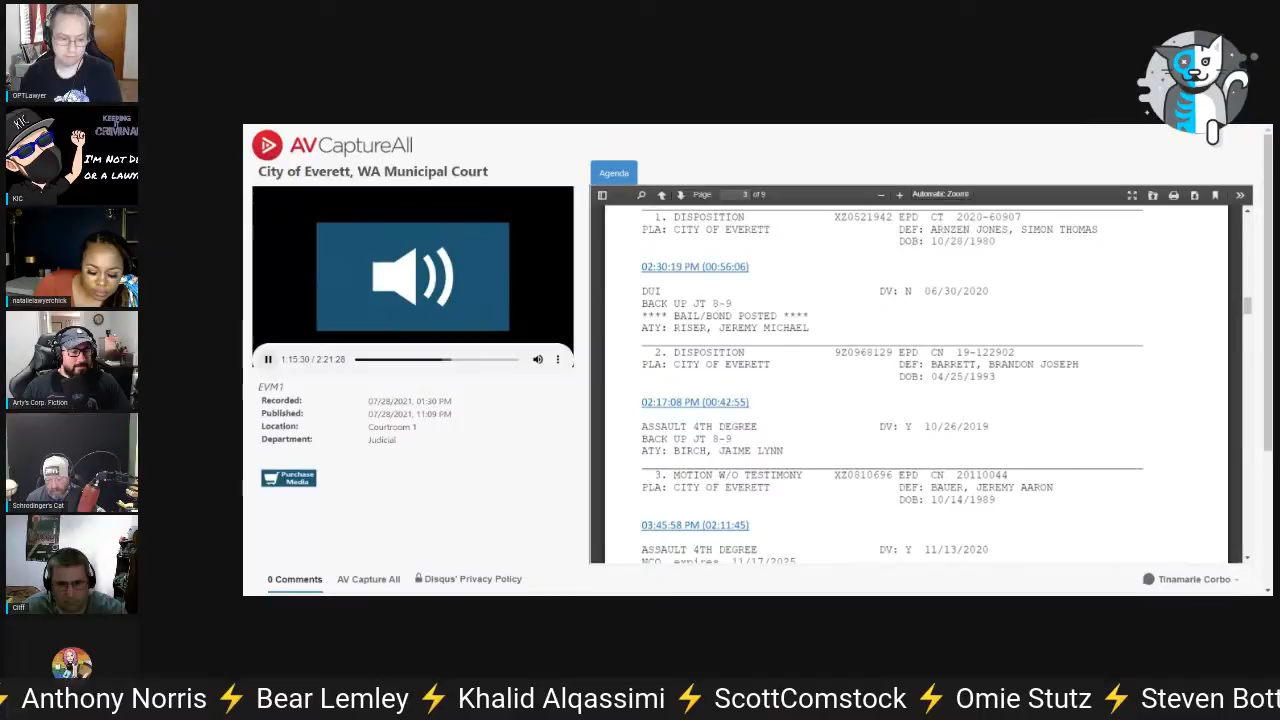 OPTLawyer
KEEPING
IT
CRIMINAL
KIC
I'M NOT DE
OR A LAWY
KIC
natalielawyerchick
Arty's Corp. Fiction
Schrodinger's Cat
Cliff
AVCaptureAll
City of Everett, WA Municipal Court
1:15:30 / 2:21:28
EVM1
Recorded: 07/28/2021, 01:30 PM
Published: 07/28/2021, 11:09 PM
Location: Courtroom 1
Department: Judicial
Purchase
Media
Agenda
Page: 3 of 9
Automatic Zoom
1. DISPOSITION XZ0521942 EPD CT 2020-60907
PLA: CITY OF EVERETT DEF: ARNZEN JONES, SIMON THOMAS
DOB: 10/28/1980
02:30:19 PM (00:56:06)
DUI DV: N 06/30/2020
BACK UP JT 8-9
**** BAIL/BOND POSTED ****
ATY: RISER, JEREMY MICHAEL
2. DISPOSITION 9Z0968129 EPD CN 19-122902
PLA: CITY OF EVERETT DEF: BARRETT, BRANDON JOSEPH
DOB: 04/25/1993
02:17:08 PM (00:42:55)
ASSAULT 4TH DEGREE DV: Y 10/26/2019
BACK UP JT 8-9
ATY: BIRCH, JAIME LYNN
3. MOTION W/O TESTIMONY XZ0810696 EPD CN 20110044
PLA: CITY OF EVERETT DEF: BAUER, JEREMY AARON
DOB: 10/14/1989
03:45:58 PM (02:11:45)
ASSAULT 4TH DEGREE DV: Y 11/13/2020
NCO expires 11/17/2025
0 Comments AV Capture All Disqus' Privacy Policy Tinamarie Corbo
Anthony Norris ⚡ Bear Lemley ⚡ Khalid Alqassimi ⚡ ScottComstock ⚡ Omie Stutz ⚡ Steven Bott